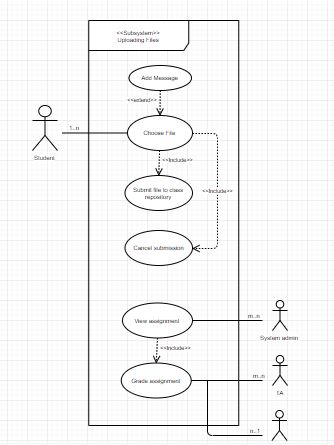 <<Subsystem>>
Uploading Files
Add Message
<<extend>>
1..n
Choose File
Student
<<Include>>
Submit file to class
repository
<<Include>>
Cancel submission
View assignment
m..n
System admin
<<Include>>
m..n
Grade assignment
TA
n..1